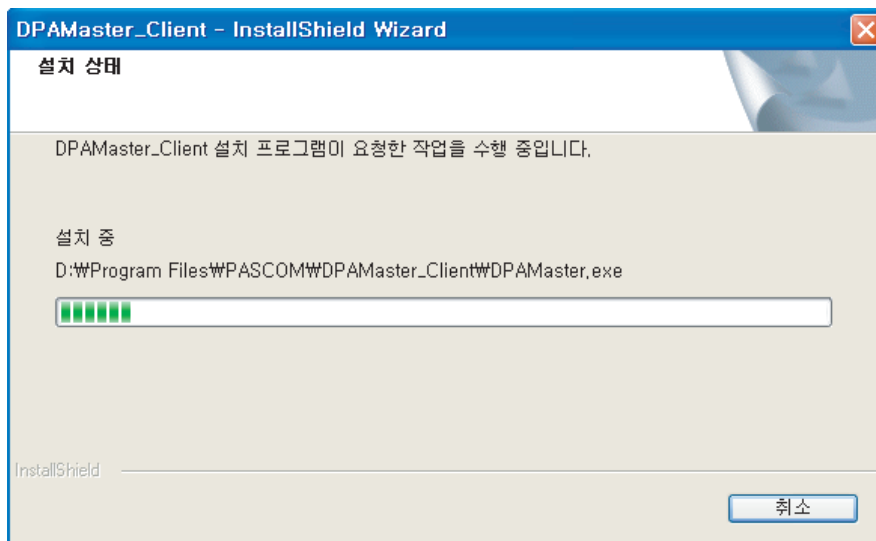 DPAMaster_Client - InstallShield Wizard
설치 상태
DPAMaster_Client 설치 프로그램이 요청한 작업을 수행 중입니다.
설치 중
D:₩Program Files₩PASCOM₩DPAMaster_Client₩DPAMaster.exe
InstallShield
취소